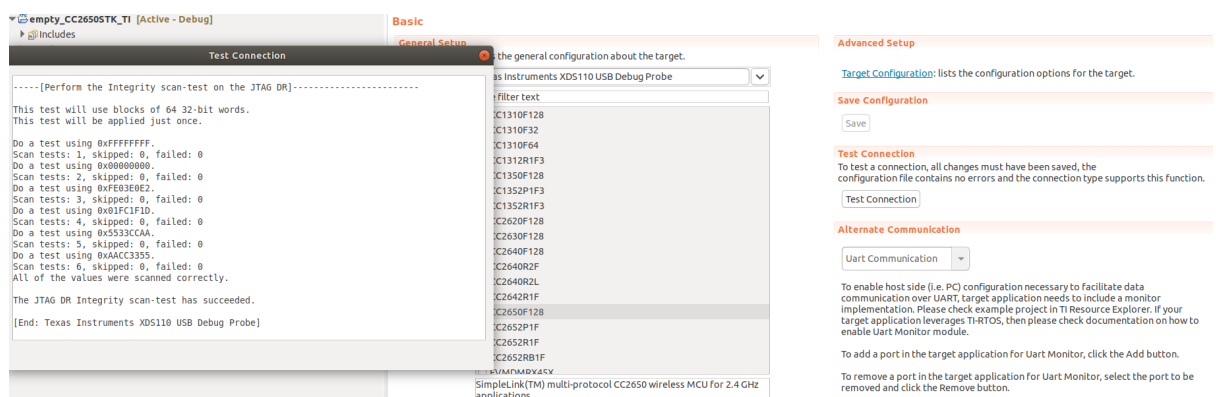 empty_CC2650STK_TI [Active - Debug]
Includes
Test Connection
-----[Perform the Integrity scan-test on the JTAG DR]------------------------
This test will use blocks of 64 32-bit words.
This test will be applied just once.
Do a test using 0xFFFFFFFF.
Scan tests: 1, skipped: 0, failed: 0
Do a test using 0x00000000.
Scan tests: 2, skipped: 0, failed: 0
Do a test using 0xFE03E0E2.
Scan tests: 3, skipped: 0, failed: 0
Do a test using 0x01FC1F1D.
Scan tests: 4, skipped: 0, failed: 0
Do a test using 0x5533CCAA.
Scan tests: 5, skipped: 0, failed: 0
Do a test using 0xAACC3355.
Scan tests: 6, skipped: 0, failed: 0
All of the values were scanned correctly.
The JTAG DR Integrity scan-test has succeeded.
[End: Texas Instruments XDS110 USB Debug Probe]
Basic
General Setup
the general configuration about the target.
Instruments XDS110 USB Debug Probe
filter text
CC1310F128
CC1310F32
CC1310F64
CC1312R1F3
CC1350F128
CC1352P1F3
CC1352R1F3
CC2620F128
CC2630F128
CC2640F128
CC2640R2F
CC2640R2L
CC2642R1F
CC2650F128
CC2652P1F
CC2652R1F
CC2652RB1F
EVMDMRX45X
SimpleLink(TM) multi-protocol CC2650 wireless MCU for 2.4 GHz
applications
Advanced Setup
Target Configuration: lists the configuration options for the target.
Save Configuration
Save
Test Connection
To test a connection, all changes must have been saved, the
configuration file contains no errors and the connection type supports this function.
Test Connection
Alternate Communication
Uart Communication
To enable host side (i.e. PC) configuration necessary to facilitate data
communication over UART, target application needs to include a monitor
implementation. Please check example project in TI Resource Explorer. If your
target application leverages TI-RTOS, then please check documentation on how to
enable Uart Monitor module.
To add a port in the target application for Uart Monitor, click the Add button.
To remove a port in the target application for Uart Monitor, select the port to be
removed and click the Remove button.